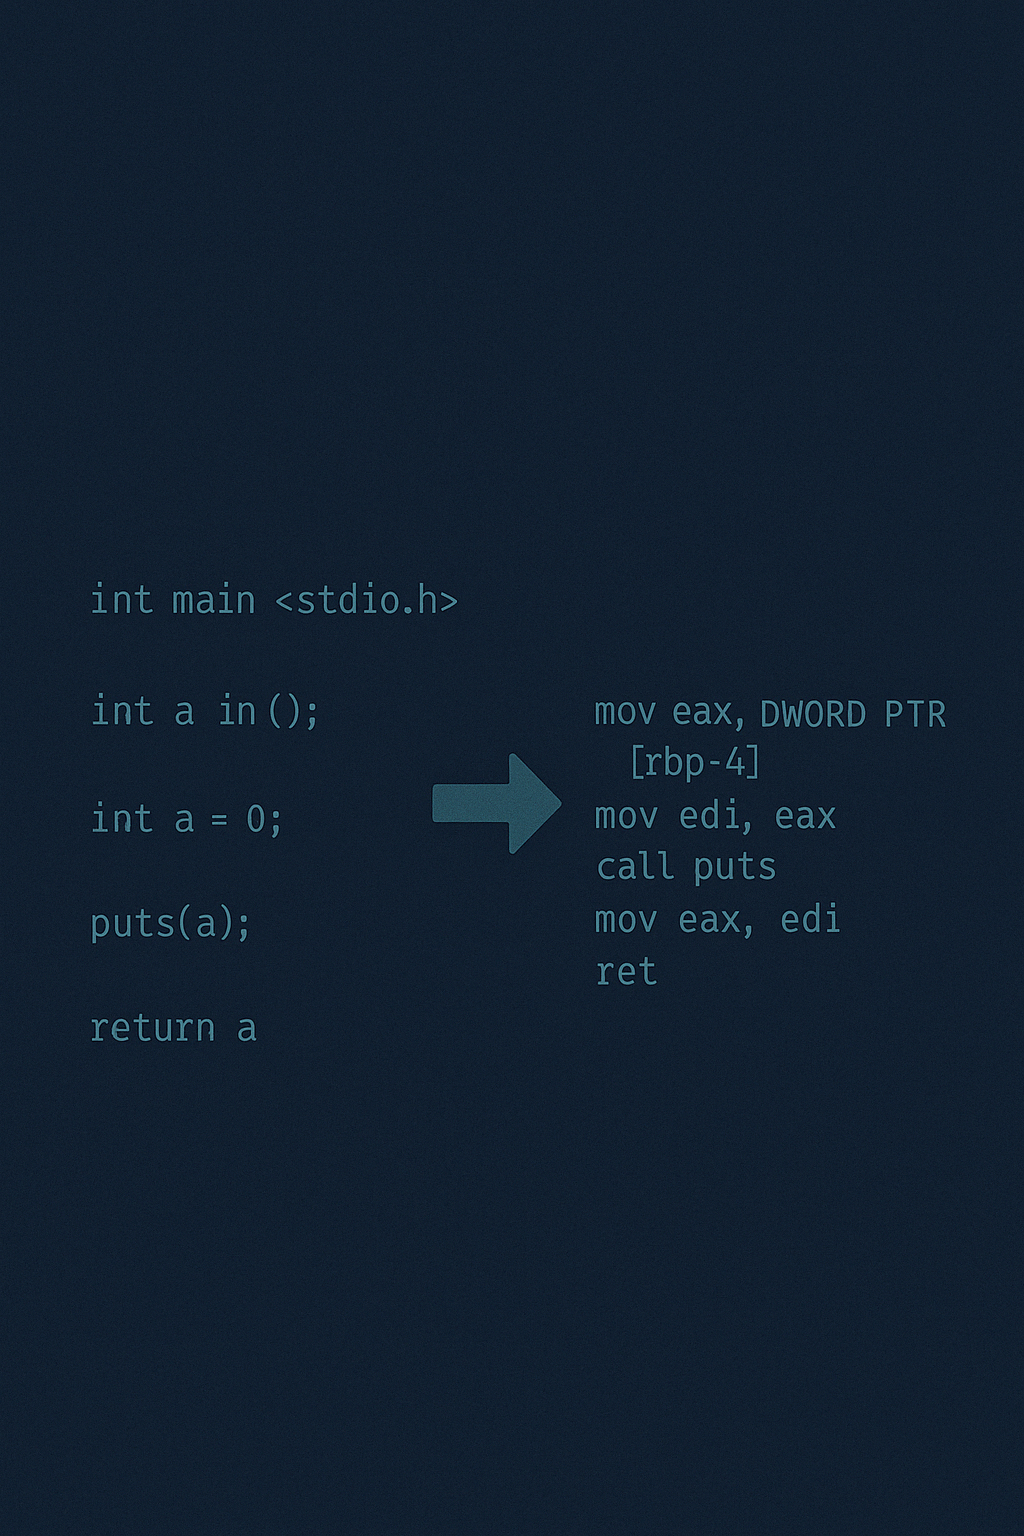 int main <stdio.h>
int a in();
int a = 0;
puts(a);
return a
mov eax, DWORD PTR
[rbp-4]
mov edi, eax
call puts
mov eax, edi
ret